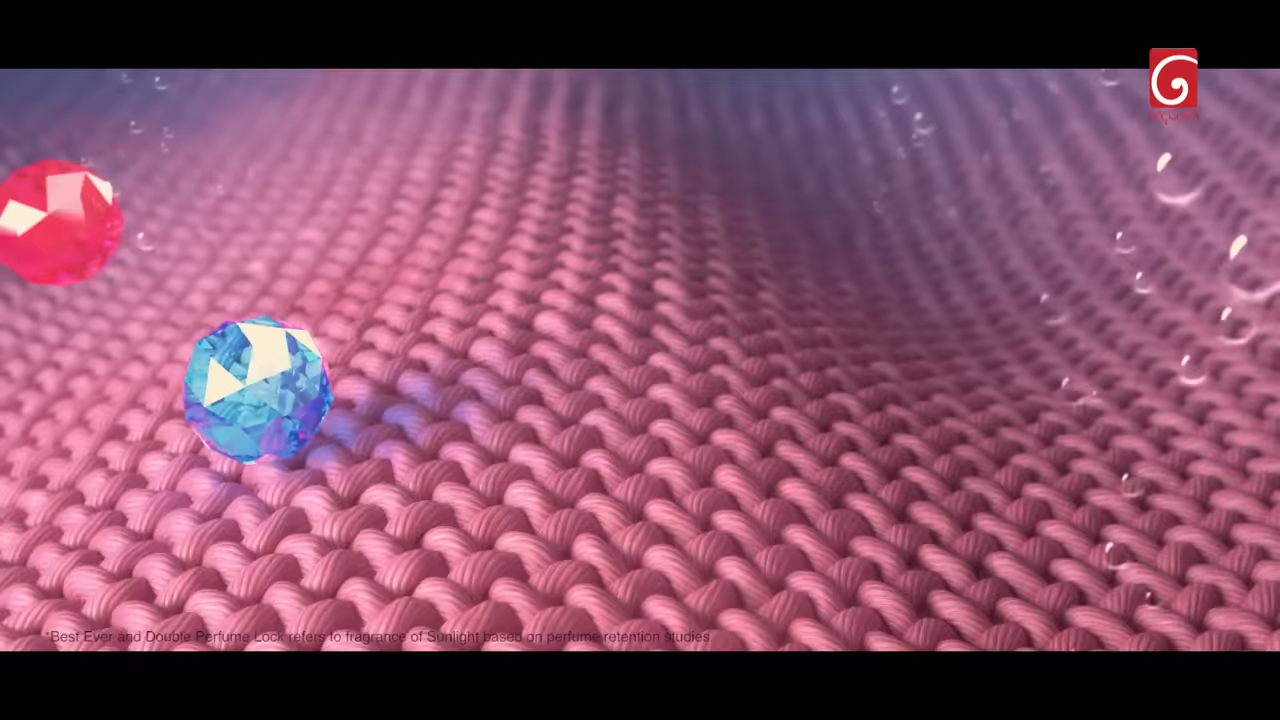 *Best Ever and Double Perfume Lock refers to fragrance of Sunlight based on perfume retention studies.